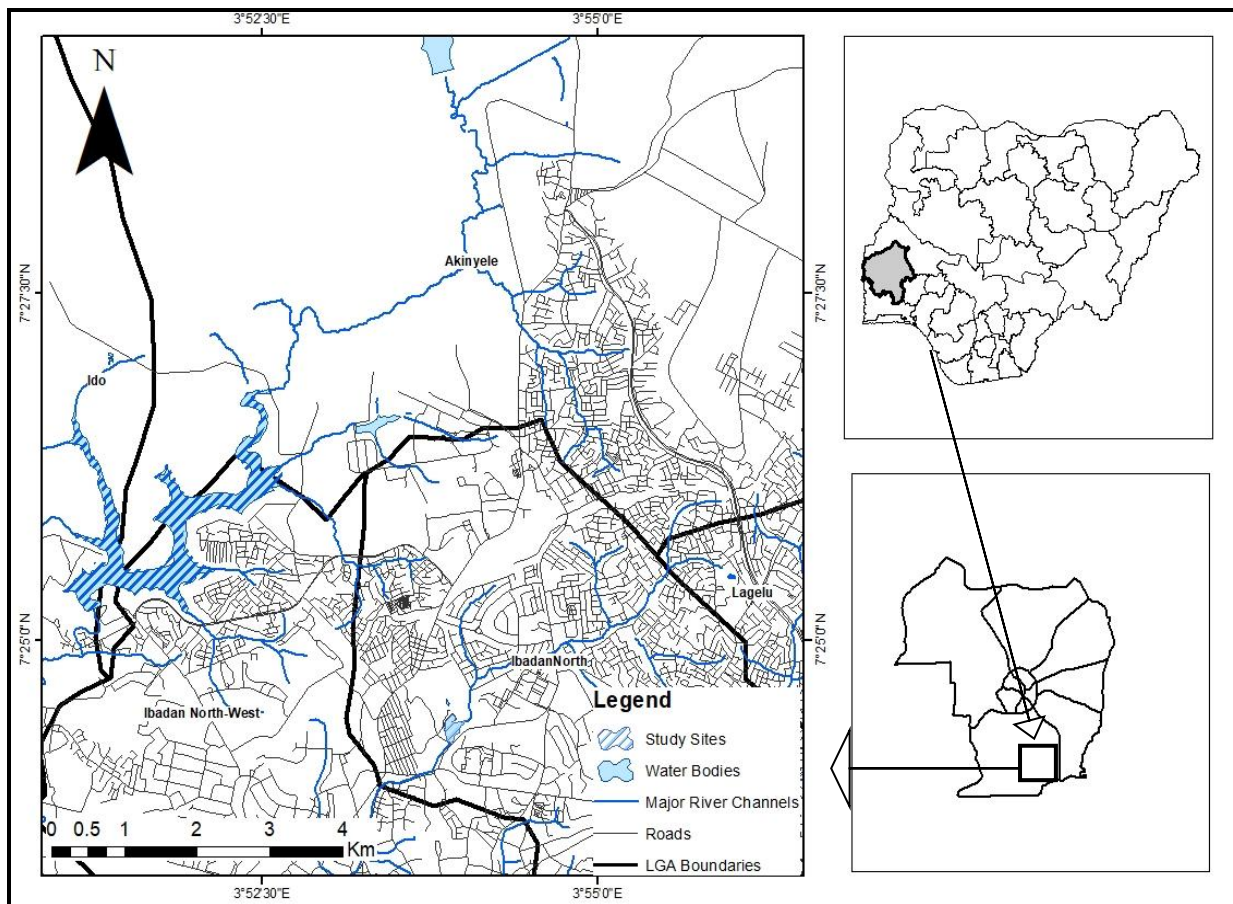 3°52'30"E
3°55'0"E
N
Akinyele
7°27'30"N
7°27'30"N
Ido
Lagelu
7°25'0"N
7°25'0"N
IbadanNorth
Ibadan North-West
Legend
Study Sites
Water Bodies
Major River Channels
Roads
LGA Boundaries
0 0.5 1 2 3 4
Km
3°52'30"E
3°55'0"E